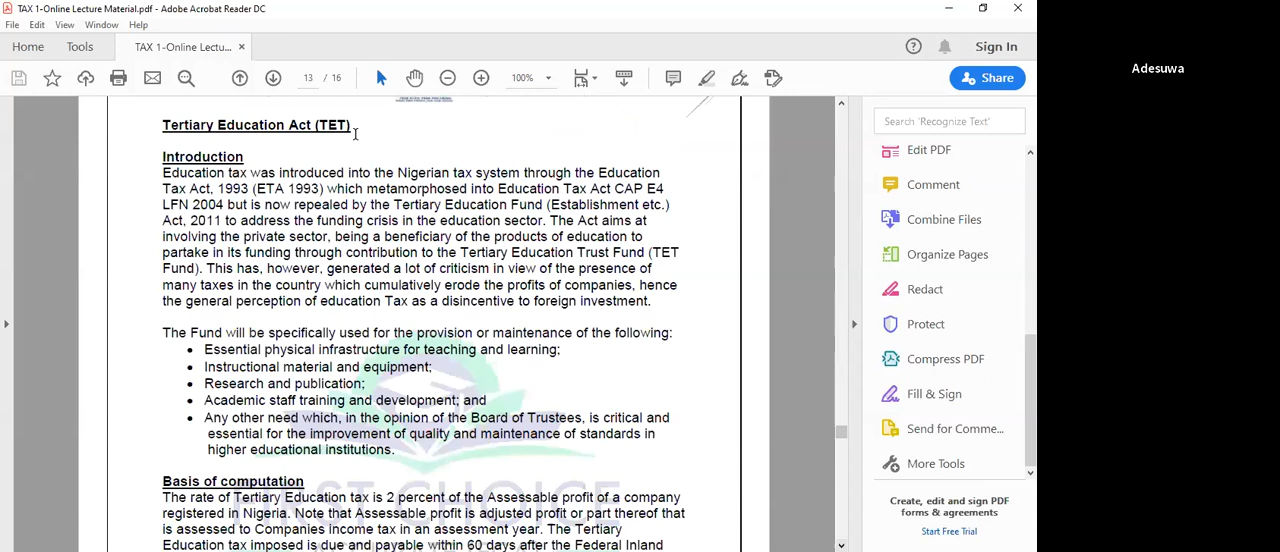 TAX 1-Online Lecture Material.pdf - Adobe Acrobat Reader DC
File Edit View Window Help
Home Tools TAX 1-Online Lectu... × Sign In
13 / 16 100% Share
Adesuwa
Tertiary Education Act (TET)
Introduction
Education tax was introduced into the Nigerian tax system through the Education
Tax Act, 1993 (ETA 1993) which metamorphosed into Education Tax Act CAP E4
LFN 2004 but is now repealed by the Tertiary Education Fund (Establishment etc.)
Act, 2011 to address the funding crisis in the education sector. The Act aims at
involving the private sector, being a beneficiary of the products of education to
partake in its funding through contribution to the Tertiary Education Trust Fund (TET
Fund). This has, however, generated a lot of criticism in view of the presence of
many taxes in the country which cumulatively erode the profits of companies, hence
the general perception of education Tax as a disincentive to foreign investment.
The Fund will be specifically used for the provision or maintenance of the following:
• Essential physical infrastructure for teaching and learning;
• Instructional material and equipment;
• Research and publication;
• Academic staff training and development; and
• Any other need which, in the opinion of the Board of Trustees, is critical and
essential for the improvement of quality and maintenance of standards in
higher educational institutions.
Basis of computation
The rate of Tertiary Education tax is 2 percent of the Assessable profit of a company
registered in Nigeria. Note that Assessable profit is adjusted profit or part thereof that
is assessed to Companies income tax in an assessment year. The Tertiary
Education tax imposed is due and payable within 60 days after the Federal Inland
FIRST CHOICE
Search 'Recognize Text'
Edit PDF
Comment
Combine Files
Organize Pages
Redact
Protect
Compress PDF
Fill & Sign
Send for Comme...
More Tools
Create, edit and sign PDF
forms & agreements
Start Free Trial